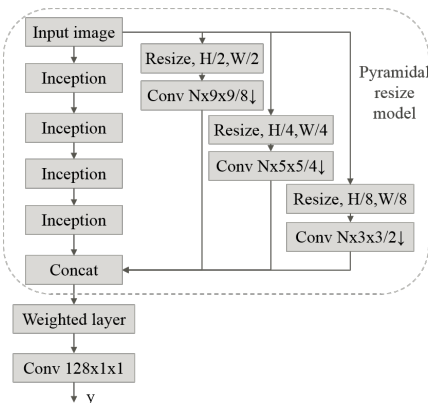 Input image
Inception
Inception
Inception
Inception
Concat
Weighted layer
Conv 128x1x1
y
Resize, H/2,W/2
Conv Nx9x9/8↓
Resize, H/4,W/4
Conv Nx5x5/4↓
Resize, H/8,W/8
Conv Nx3x3/2↓
Pyramidal
resize
model